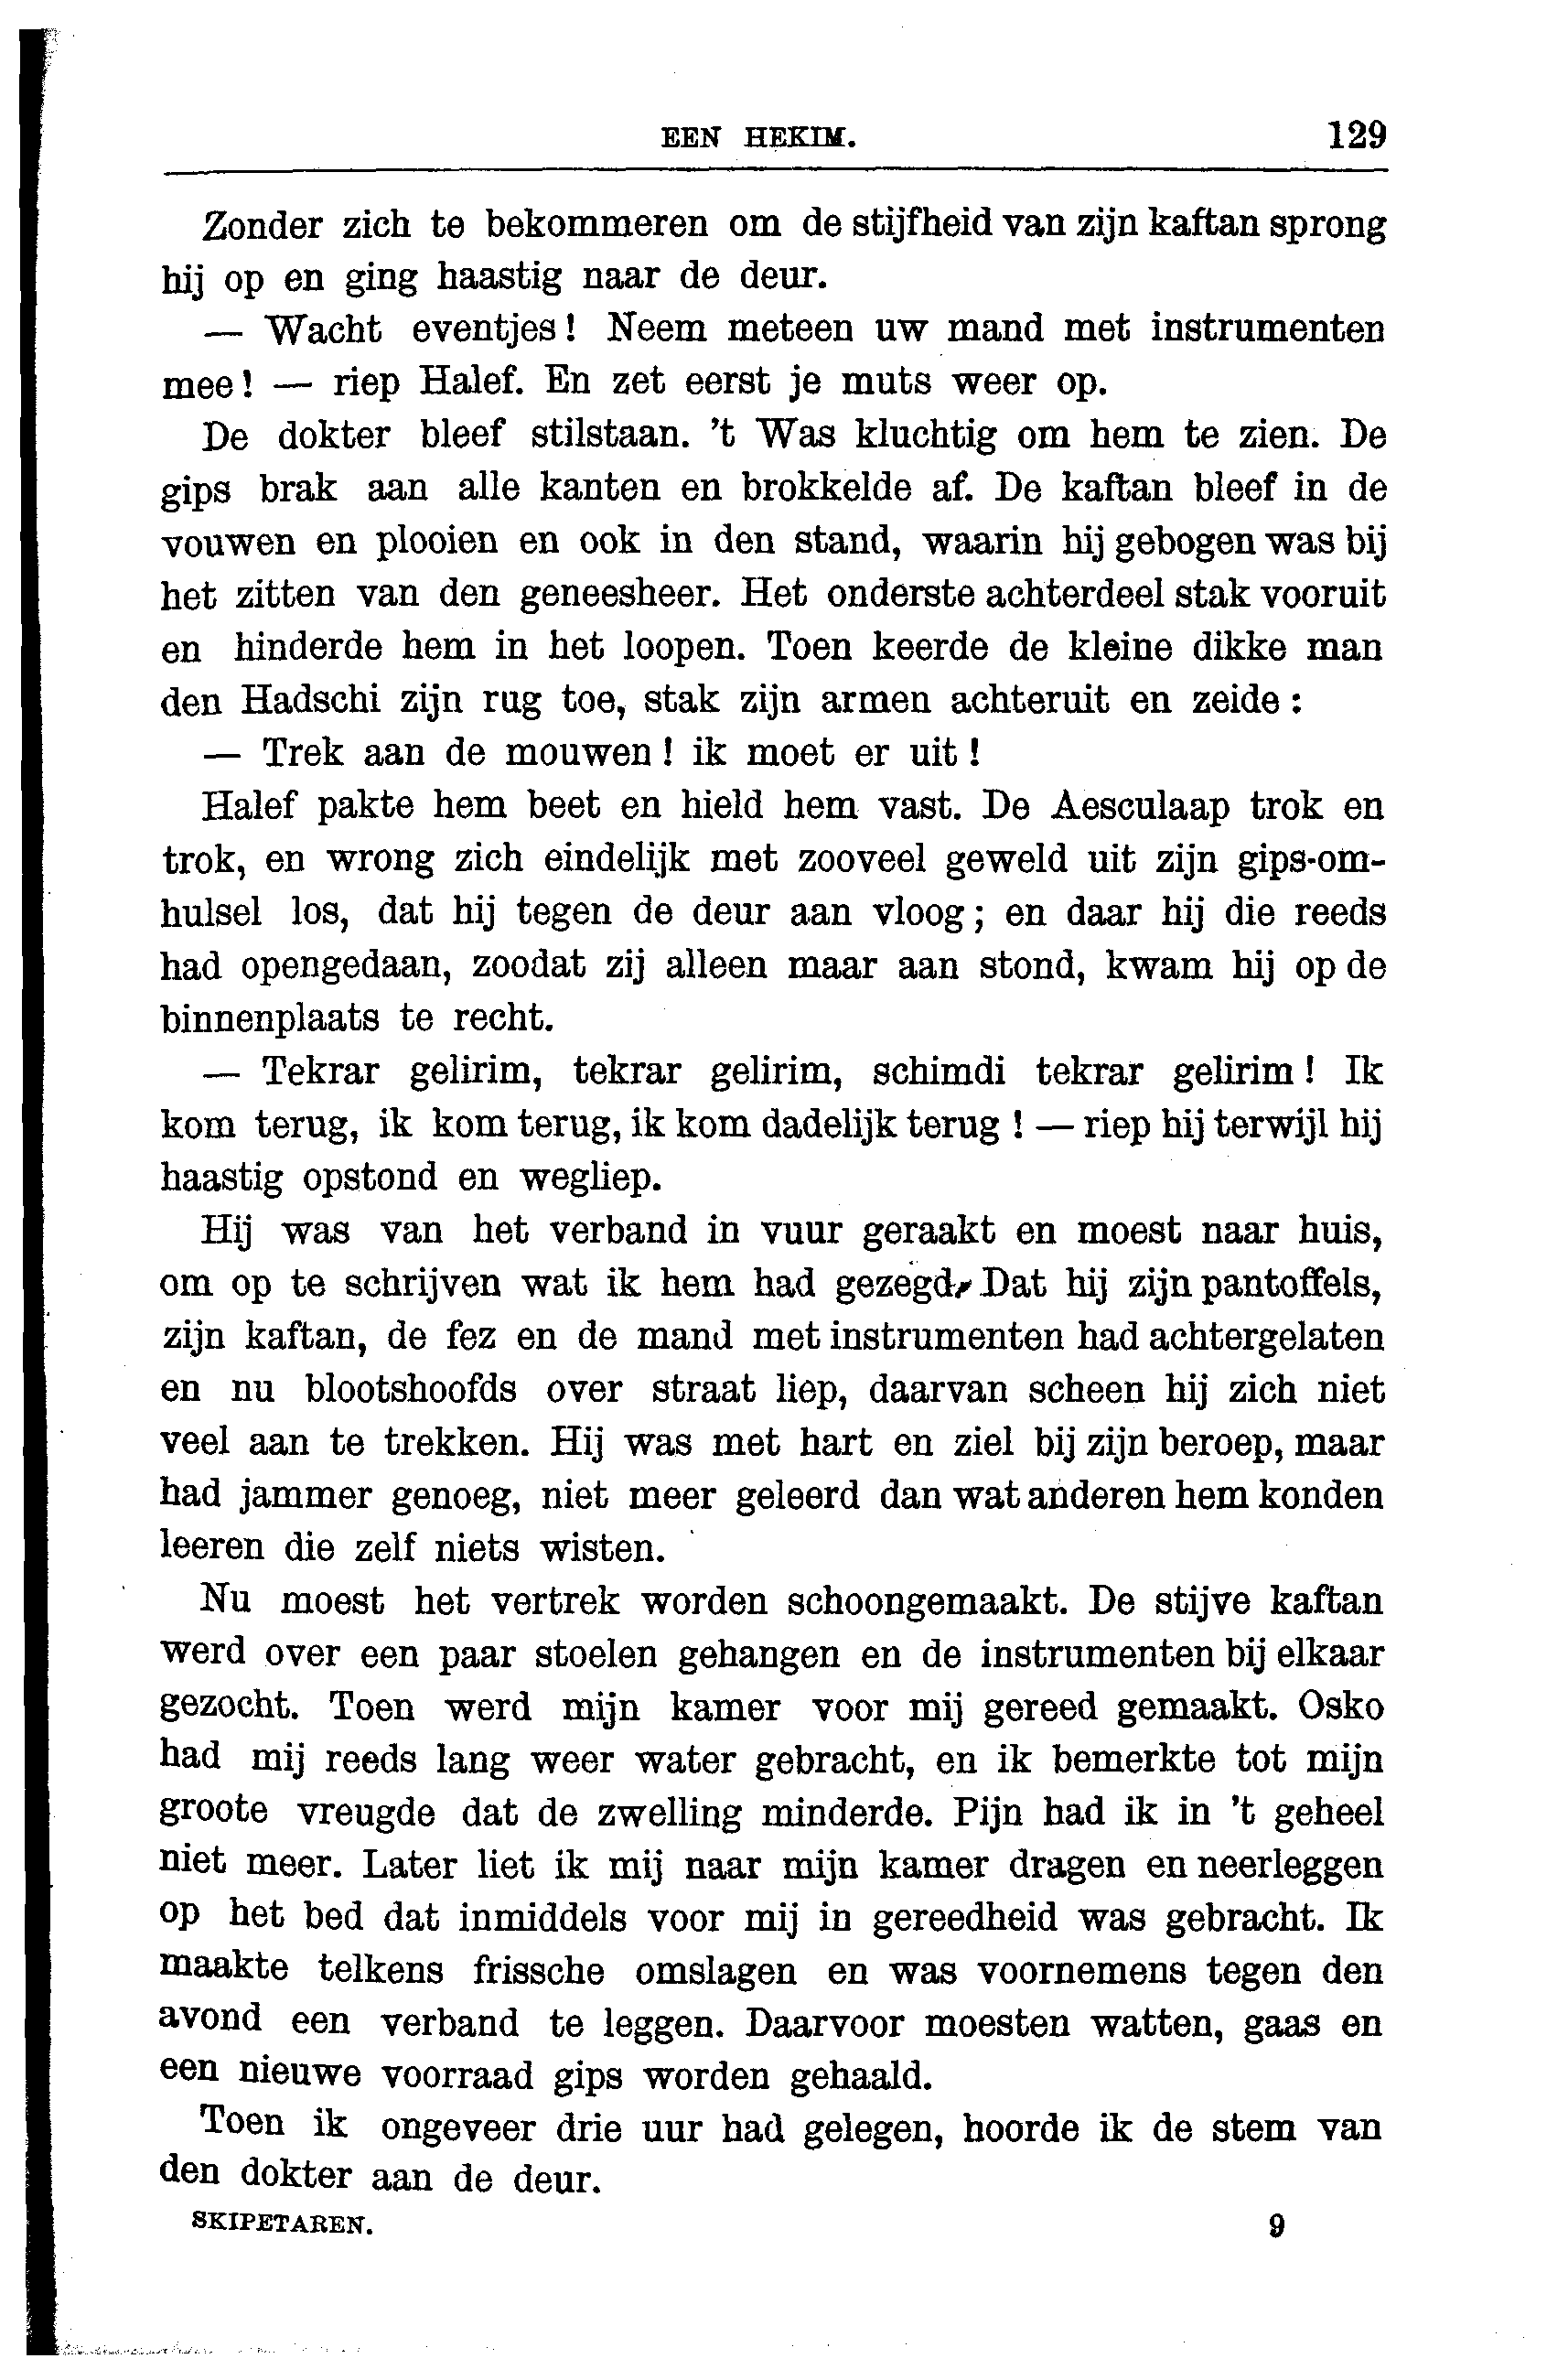 EEN HEKIM. 129
Zonder zich te bekommeren om de stijfheid van zijn kaftan sprong
hij op en ging haastig naar de deur.
— Wacht eventjes! Neem meteen uw mand met instrumenten
mee! — riep Halef. En zet eerst je muts weer op.
De dokter bleef stilstaan. 't Was kluchtig om hem te zien. De
gips brak aan alle kanten en brokkelde af. De kaftan bleef in de
vouwen en plooien en ook in den stand, waarin hij gebogen was bij
het zitten van den geneesheer. Het onderste achterdeel stak vooruit
en hinderde hem in het loopen. Toen keerde de kleine dikke man
den Hadschi zijn rug toe, stak zijn armen achteruit en zeide:
— Trek aan de mouwen! ik moet er uit!
Halef pakte hem beet en hield hem vast. De Aesculaap trok en
trok, en wrong zich eindelijk met zooveel geweld uit zijn gips-om-
hulsel los, dat hij tegen de deur aan vloog; en daar hij die reeds
had opengedaan, zoodat zij alleen maar aan stond, kwam hij op de
binnenplaats te recht.
— Tekrar gelirim, tekrar gelirim, schimdi tekrar gelirim! Ik
kom terug, ik kom terug, ik kom dadelijk terug! — riep hij terwijl hij
haastig opstond en wegliep.
Hij was van het verband in vuur geraakt en moest naar huis,
om op te schrijven wat ik hem had gezegd. Dat hij zijn pantoffels,
zijn kaftan, de fez en de mand met instrumenten had achtergelaten
en nu blootshoofds over straat liep, daarvan scheen hij zich niet
veel aan te trekken. Hij was met hart en ziel bij zijn beroep, maar
had jammer genoeg, niet meer geleerd dan wat anderen hem konden
leeren die zelf niets wisten.
Nu moest het vertrek worden schoongemaakt. De stijve kaftan
werd over een paar stoelen gehangen en de instrumenten bij elkaar
gezocht. Toen werd mijn kamer voor mij gereed gemaakt. Osko
had mij reeds lang weer water gebracht, en ik bemerkte tot mijn
groote vreugde dat de zwelling minderde. Pijn had ik in 't geheel
niet meer. Later liet ik mij naar mijn kamer dragen en neerleggen
op het bed dat inmiddels voor mij in gereedheid was gebracht. Ik
maakte telkens frissche omslagen en was voornemens tegen den
avond een verband te leggen. Daarvoor moesten watten, gaas en
een nieuwe voorraad gips worden gehaald.
Toen ik ongeveer drie uur had gelegen, hoorde ik de stem van
den dokter aan de deur.
SKIPETAREN. 9